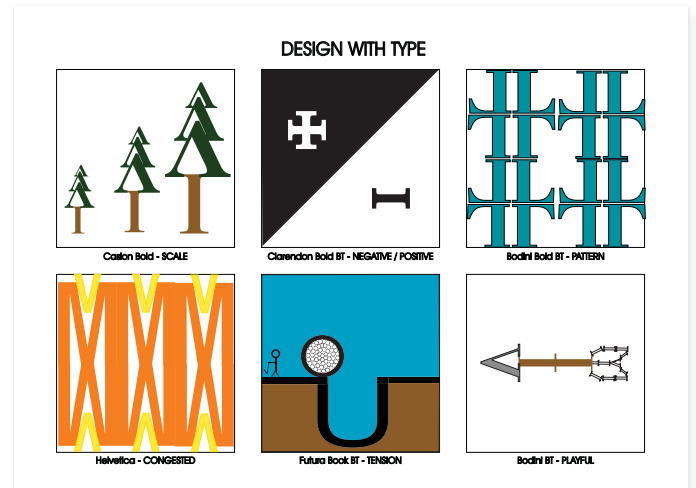 DESIGN WITH TYPE
Caslon Bold - SCALE
Clarendon Bold BT - NEGATIVE / POSITIVE
Bodini Bold BT - PATTERN
Helvetica - CONGESTED
Futura Book BT - TENSION
Bodini BT - PLAYFUL